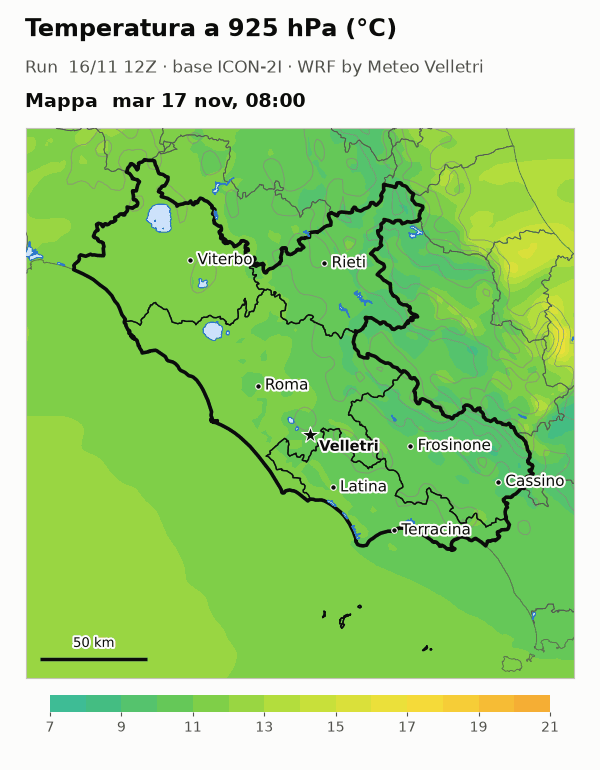 Temperatura a 925 hPa (°C)
Run 16/11 12Z · base ICON-2I · WRF by Meteo Velletri
Mappa mar 17 nov, 08:00
Viterbo
Rieti
Roma
Velletri
Frosinone
Latina
Cassino
Terracina
50 km
7 9 11 13 15 17 19 21